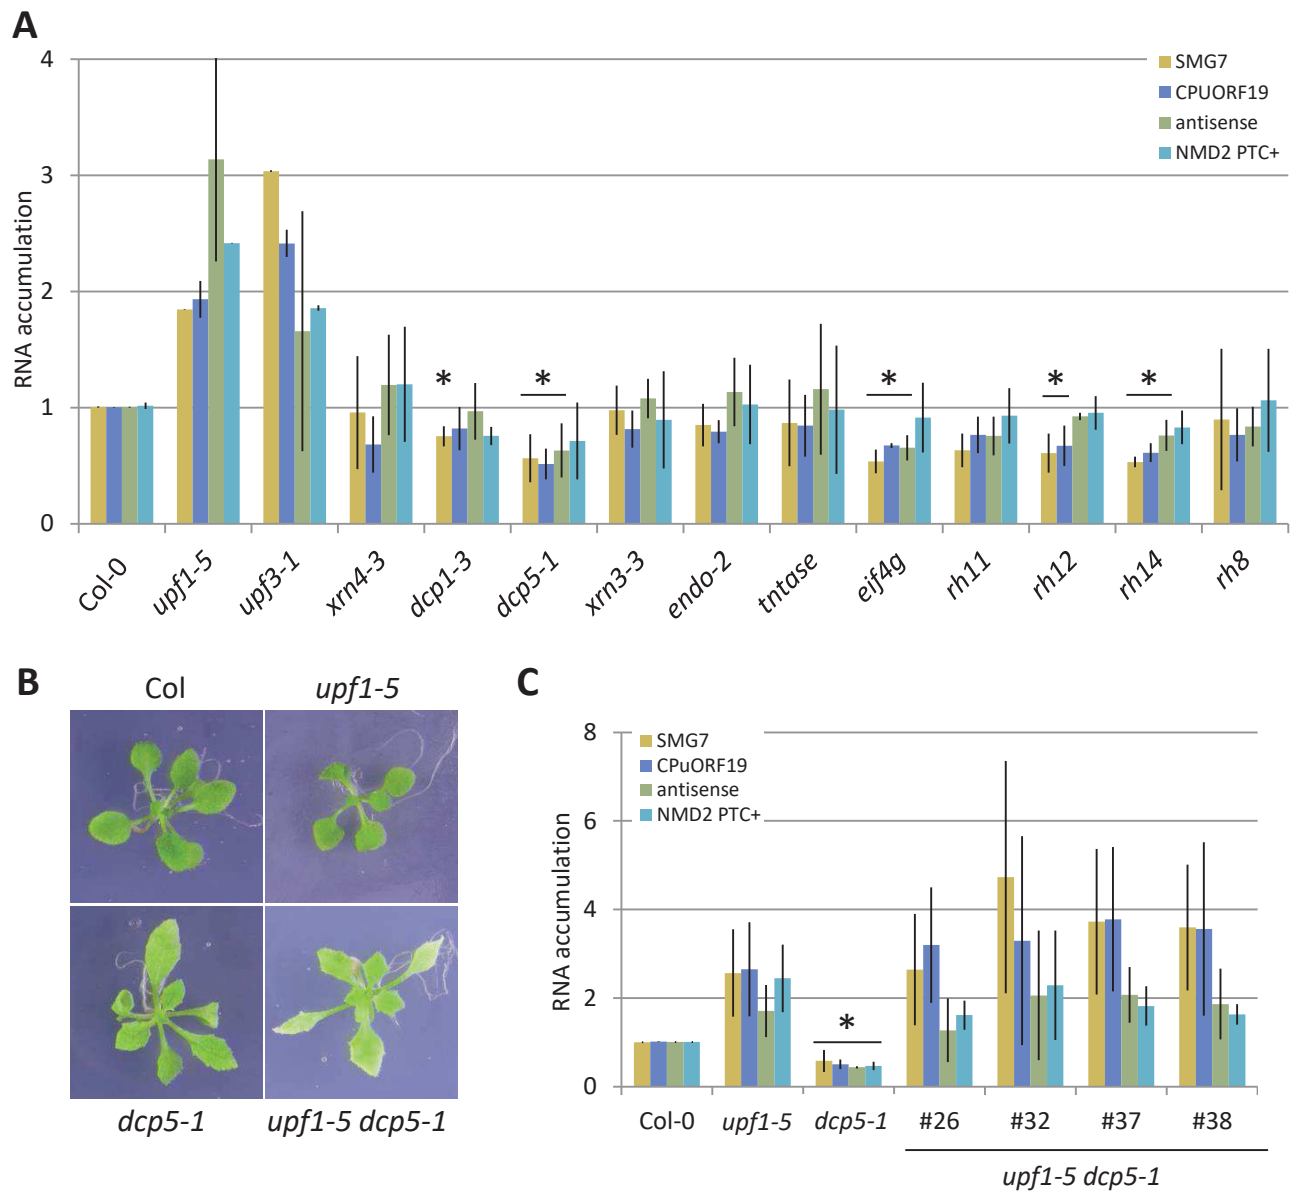 A
4
3
2
1
0
RNA accumulation
SMG7
CPUORF19
antisense
NMD2 PTC+
*
*
*
*
*
Col-0
upf1-5
upf3-1
xrn4-3
dcp1-3
dcp5-1
xrn3-3
endo-2
tntase
eif4g
rh11
rh12
rh14
rh8
B
Col
upf1-5
dcp5-1
upf1-5 dcp5-1
C
8
6
4
2
0
RNA accumulation
SMG7
CPuORF19
antisense
NMD2 PTC+
*
Col-0
upf1-5
dcp5-1
#26
#32
#37
#38
upf1-5 dcp5-1